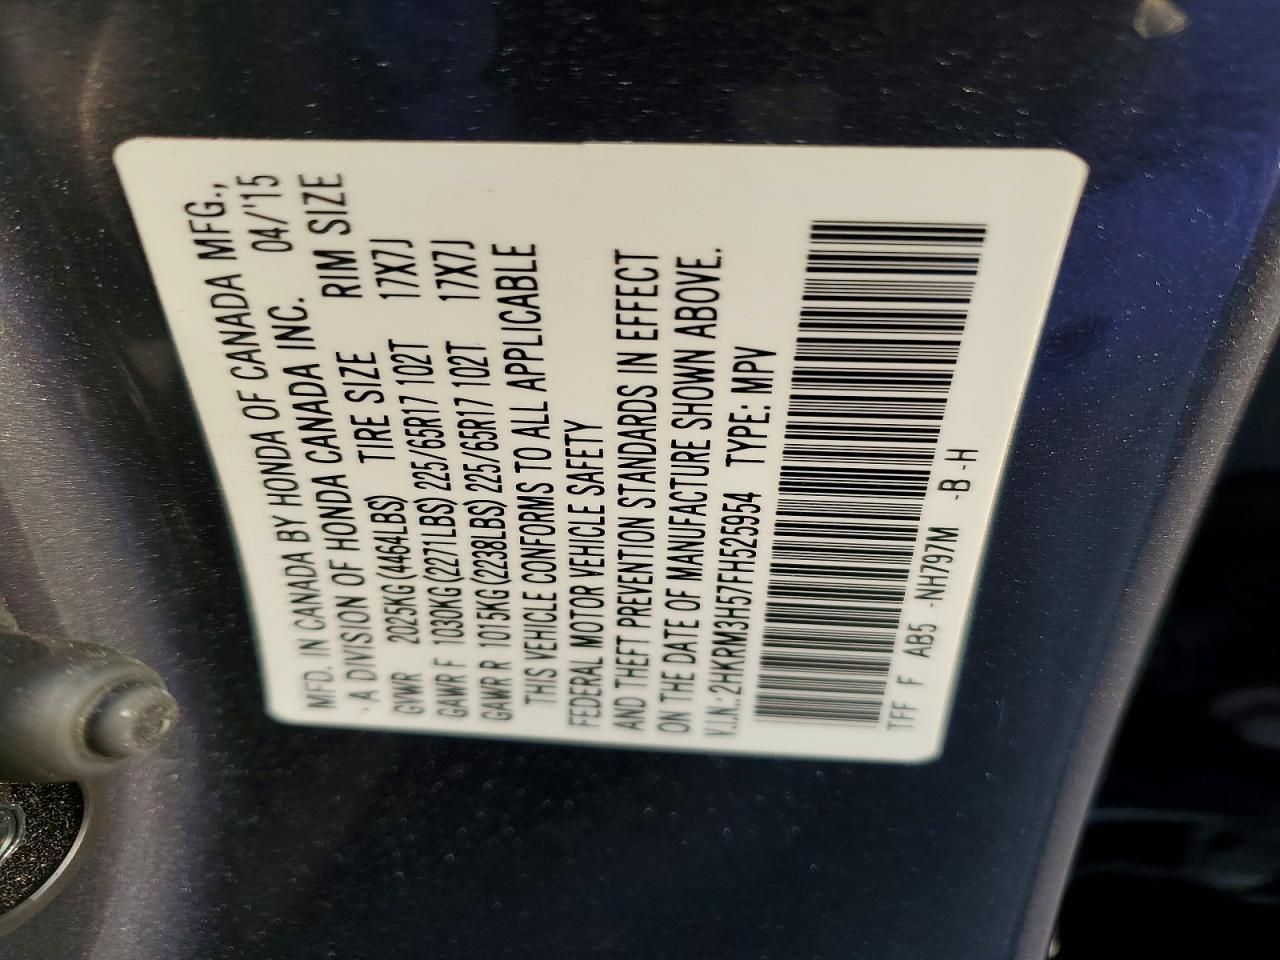 MFD. IN CANADA BY HONDA OF CANADA MFG.,
- A DIVISION OF HONDA CANADA INC. 04/'15
GVWR 2025KG (4464LBS) TIRE SIZE RIM SIZE
GAWR F 1030KG (2271LBS) 225/65R17 102T 17X7J
GAWR R 1015KG (2238LBS) 225/65R17 102T 17X7J
THIS VEHICLE CONFORMS TO ALL APPLICABLE
FEDERAL MOTOR VEHICLE SAFETY
AND THEFT PREVENTION STANDARDS IN EFFECT
ON THE DATE OF MANUFACTURE SHOWN ABOVE.
V.I.N.: 2HKRM3H57FH525954 TYPE: MPV
TFF F AB5 -NH797M -B-H